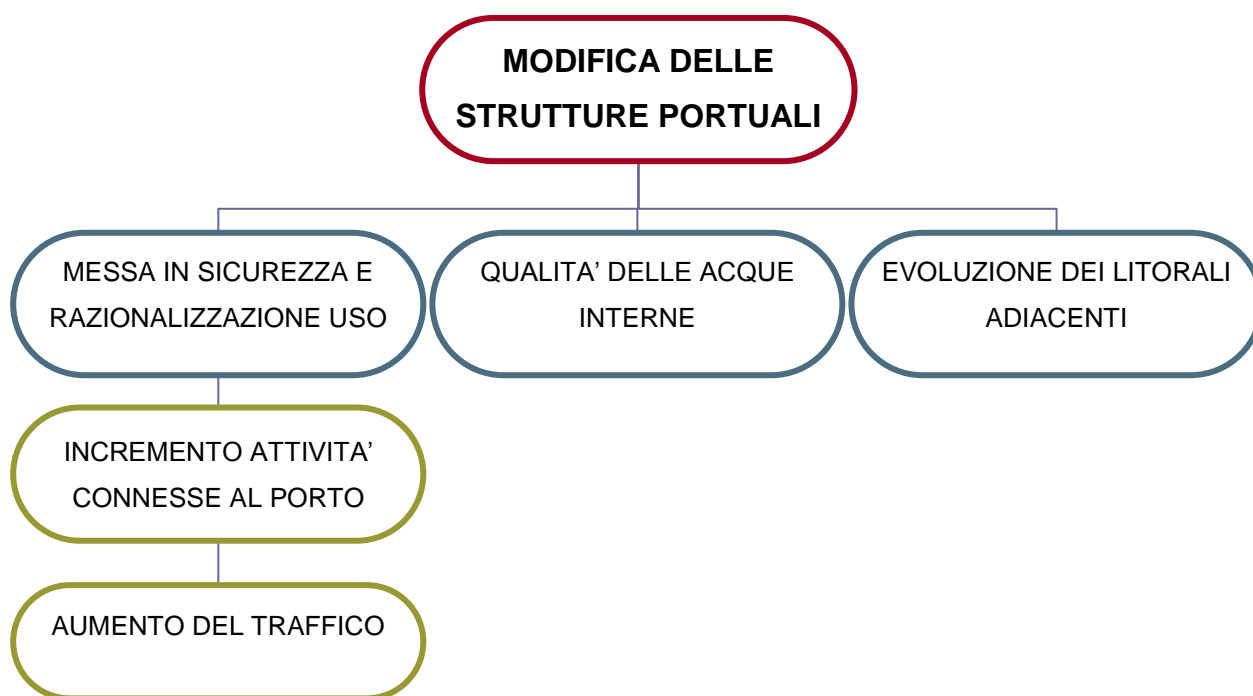 MODIFICA DELLE
STRUTTURE PORTUALI
MESSA IN SICUREZZA E
RAZIONALIZZAZIONE USO
QUALITA’ DELLE ACQUE
INTERNE
EVOLUZIONE DEI LITORALI
ADIACENTI
INCREMENTO ATTIVITA’
CONNESSE AL PORTO
AUMENTO DEL TRAFFICO